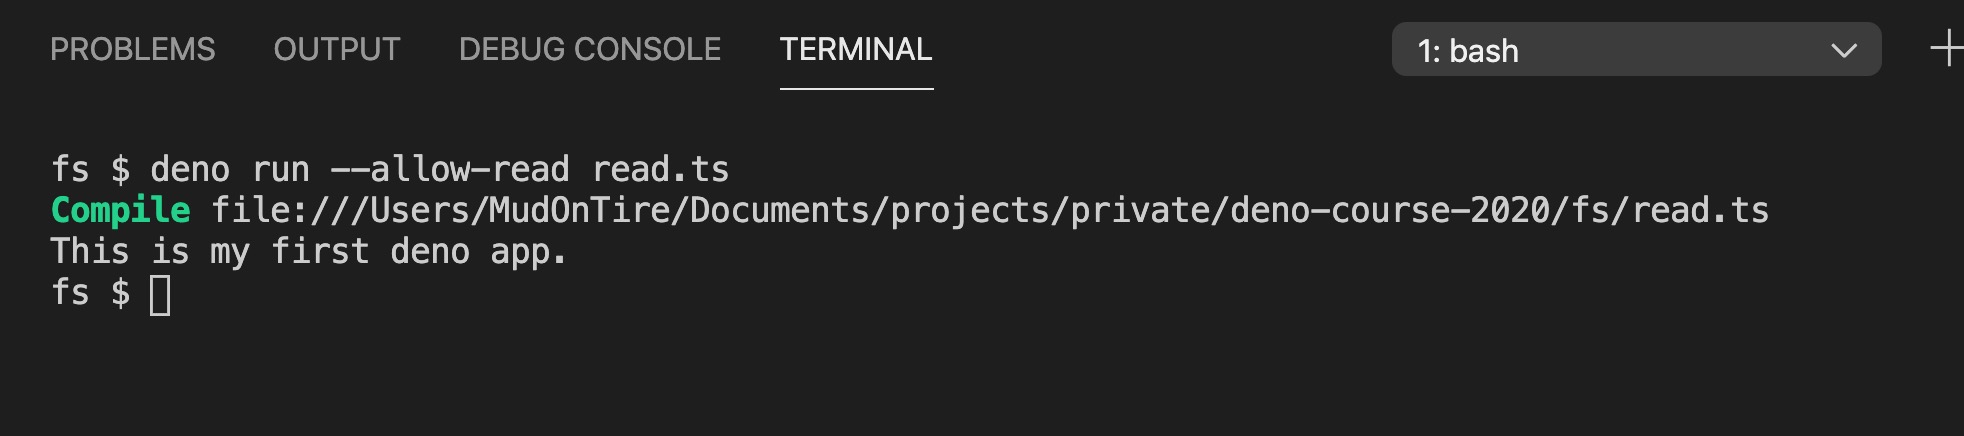 PROBLEMS OUTPUT DEBUG CONSOLE TERMINAL 1: bash
fs $ deno run --allow-read read.ts
Compile file:///Users/MudOnTire/Documents/projects/private/deno-course-2020/fs/read.ts
This is my first deno app.
fs $